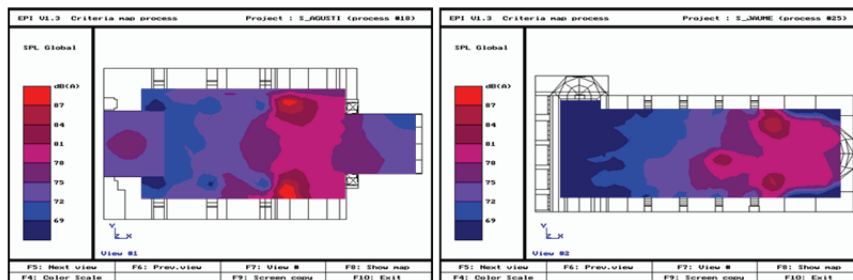 EPI V1.3 Criteria map process Project : S_AGUSTI (process #18)
SPL Global
dB(A)
87
84
81
78
75
72
69
Y
Z X
View #1
F5: Next view F6: Prev.view F7: View # F8: Show map
F4: Color Scale F9: Screen copy F10: Exit
EPI V1.3 Criteria map process Project : S_JAUME (process #25)
SPL Global
dB(A)
87
84
81
78
75
72
69
Y
Z X
View #2
F5: Next view F6: Prev.view F7: View # F8: Show map
F4: Color Scale F9: Screen copy F10: Exit